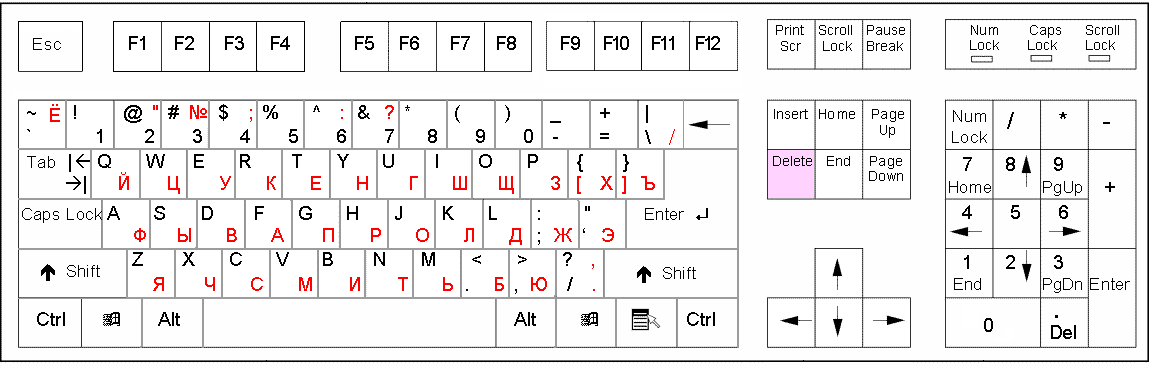 Esc F1 F2 F3 F4 F5 F6 F7 F8 F9 F10 F11 F12 Print Scr Scroll Lock Pause Break Num Lock Caps Lock Scroll Lock
~ Ё ! @ " # № $ ; % ^ : & ? * ( ) _ + | Insert Home Page Up Num Lock / * -
` 1 2 3 4 5 6 7 8 9 0 - = \ /
Tab Q W E R T Y U I O P { } Delete End Page Down 7 Home 8 9 PgUp +
Й Ц У К Е Н Г Ш Щ З [ Х ] Ъ
Caps Lock A S D F G H J K L : " Enter 4 5 6
Ф Ы В А П Р О Л Д ; Ж ‘ Э
Shift Z X C V B N M < > ? , Shift 1 End 2 3 PgDn Enter
Я Ч С М И Т Ь . Б , Ю / .
Ctrl Alt Alt Ctrl 0 . Del